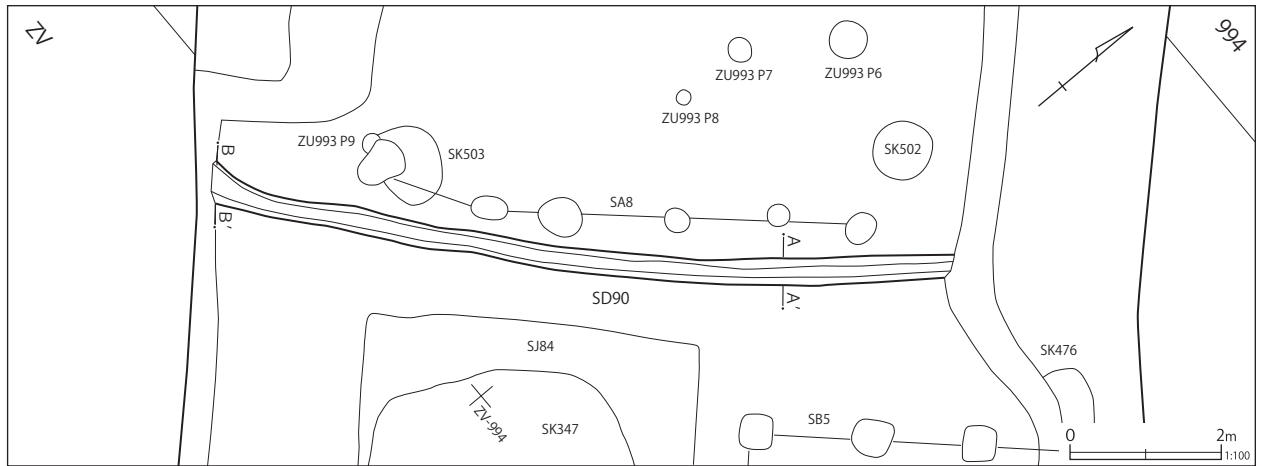 ZV
994
ZU993 P7
ZU993 P6
ZU993 P8
ZU993 P9
B
SK503
SK502
SA8
B'
A
SD90
A'
SJ84
SK476
ZV-994
SK347
SB5
0
2m
1:100